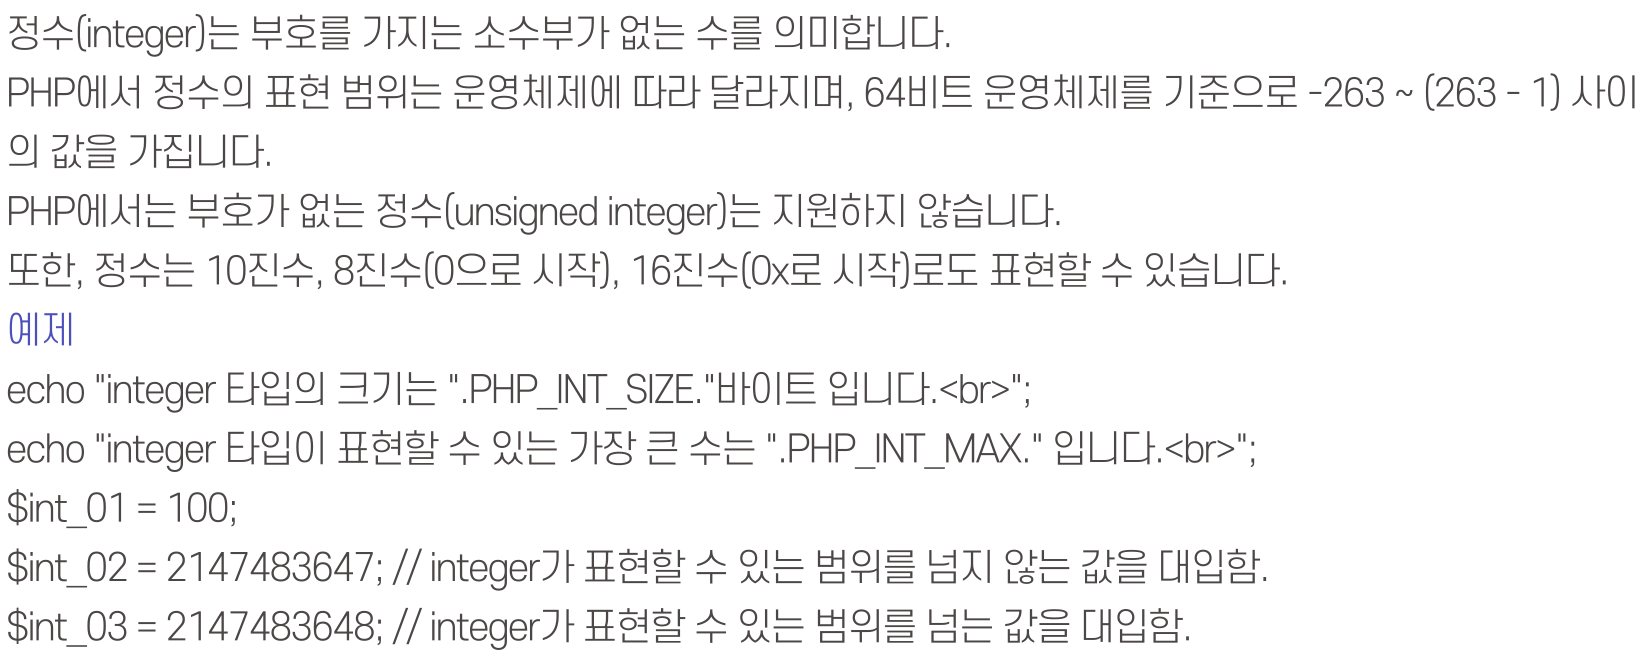 정수(integer)는 부호를 가지는 소수부가 없는 수를 의미합니다.
PHP에서 정수의 표현 범위는 운영체제에 따라 달라지며, 64비트 운영체제를 기준으로 -263 ~ (263 - 1) 사이
의 값을 가집니다.
PHP에서는 부호가 없는 정수(unsigned integer)는 지원하지 않습니다.
또한, 정수는 10진수, 8진수(0으로 시작), 16진수(0x로 시작)로도 표현할 수 있습니다.
예제
echo "integer 타입의 크기는 ".PHP_INT_SIZE."바이트 입니다.<br>";
echo "integer 타입이 표현할 수 있는 가장 큰 수는 ".PHP_INT_MAX." 입니다.<br>";
$int_01 = 100;
$int_02 = 2147483647; // integer가 표현할 수 있는 범위를 넘지 않는 값을 대입함.
$int_03 = 2147483648; // integer가 표현할 수 있는 범위를 넘는 값을 대입함.